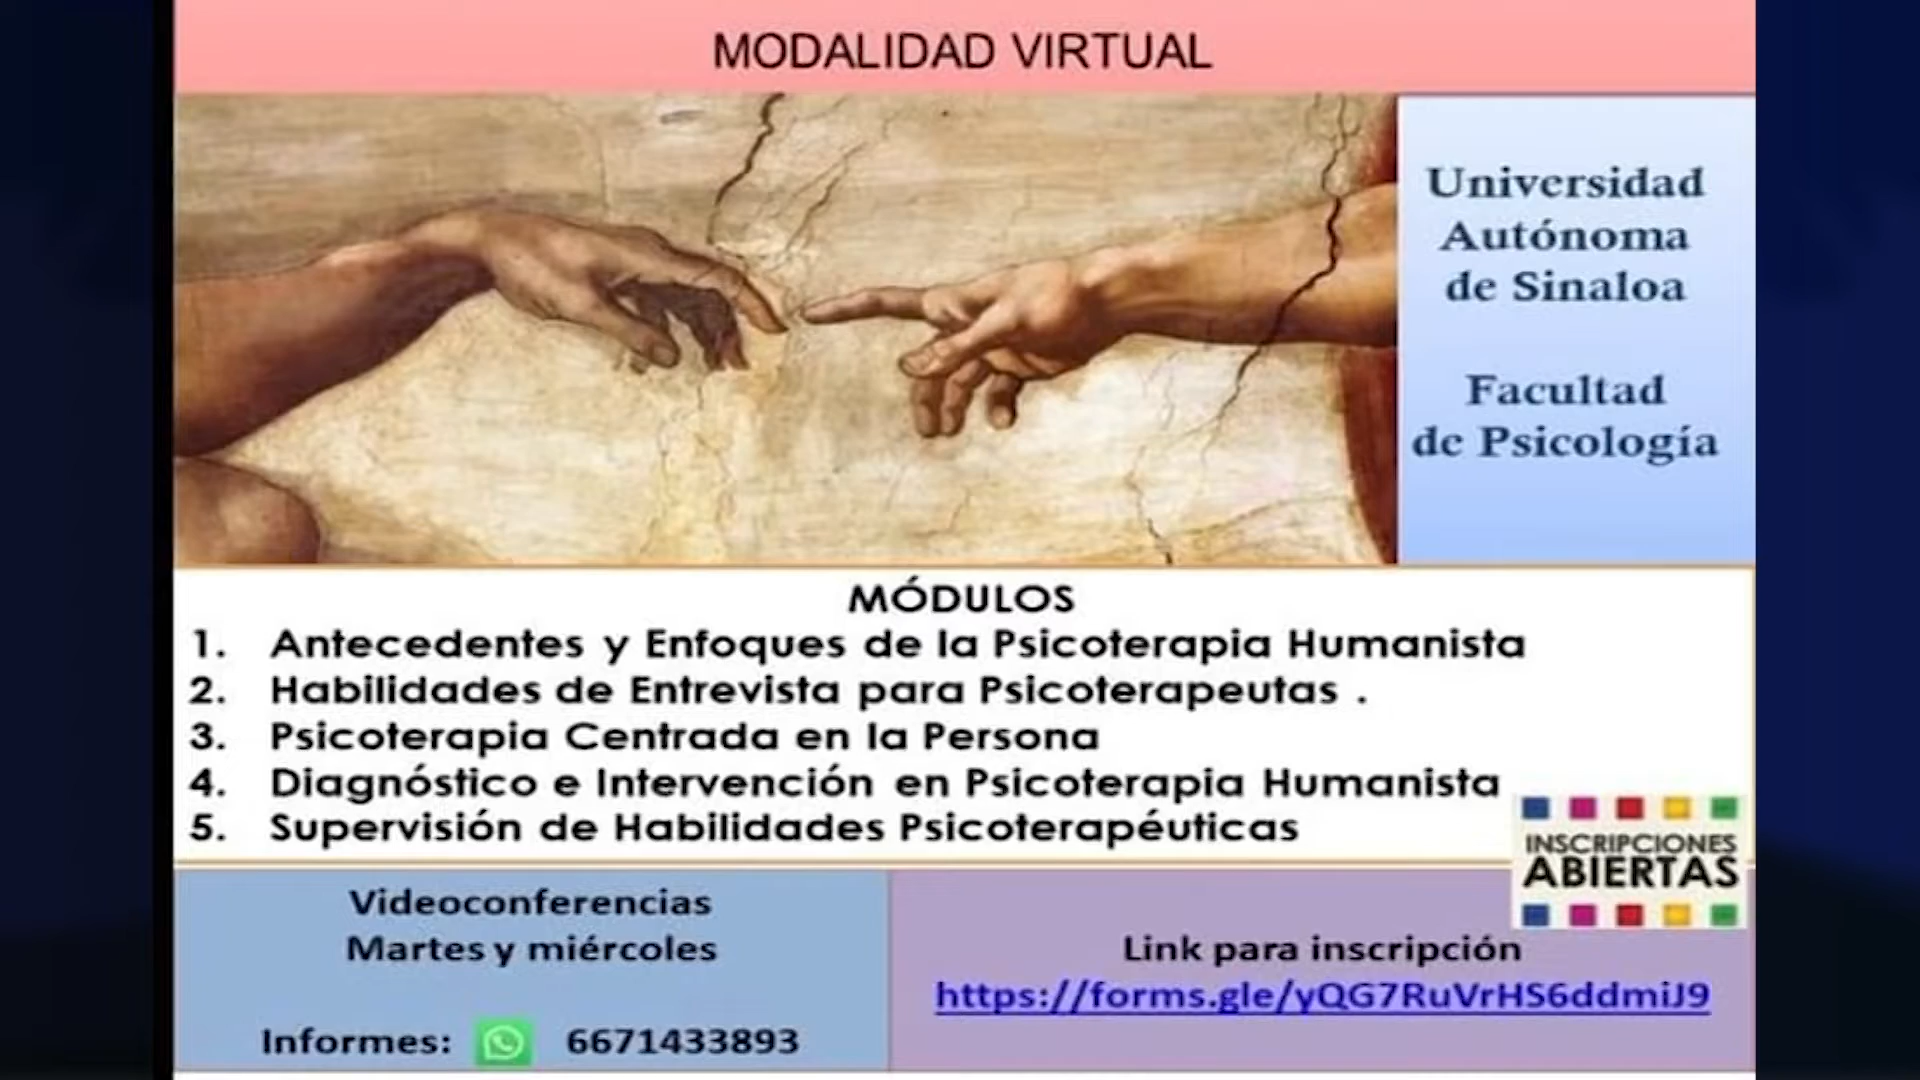 MODALIDAD VIRTUAL
Universidad
Autónoma
de Sinaloa
Facultad
de Psicología
MÓDULOS
1. Antecedentes y Enfoques de la Psicoterapia Humanista
2. Habilidades de Entrevista para Psicoterapeutas .
3. Psicoterapia Centrada en la Persona
4. Diagnóstico e Intervención en Psicoterapia Humanista
5. Supervisión de Habilidades Psicoterapéuticas
INSCRIPCIONES
ABIERTAS
Videoconferencias
Martes y miércoles
Informes: 6671433893
Link para inscripción
https://forms.gle/yQG7RuVrHS6ddmiJ9